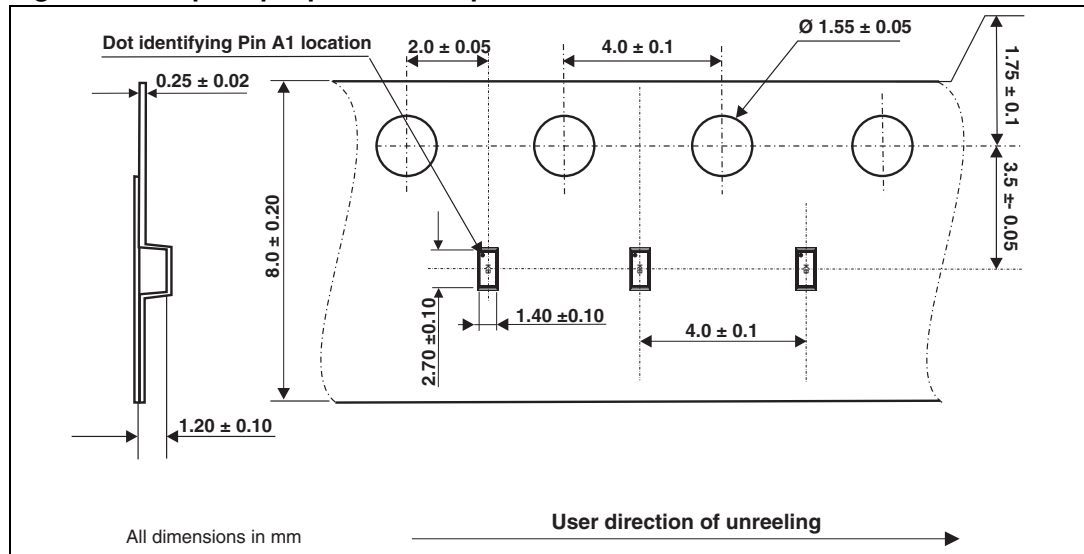 Dot identifying Pin A1 location
2.0 ± 0.05
4.0 ± 0.1
Ø 1.55 ± 0.05
1.75 ± 0.1
0.25 ± 0.02
8.0 ± 0.20
3.5 ± 0.05
2.70 ±0.10
1.40 ±0.10
4.0 ± 0.1
1.20 ± 0.10
All dimensions in mm
User direction of unreeling